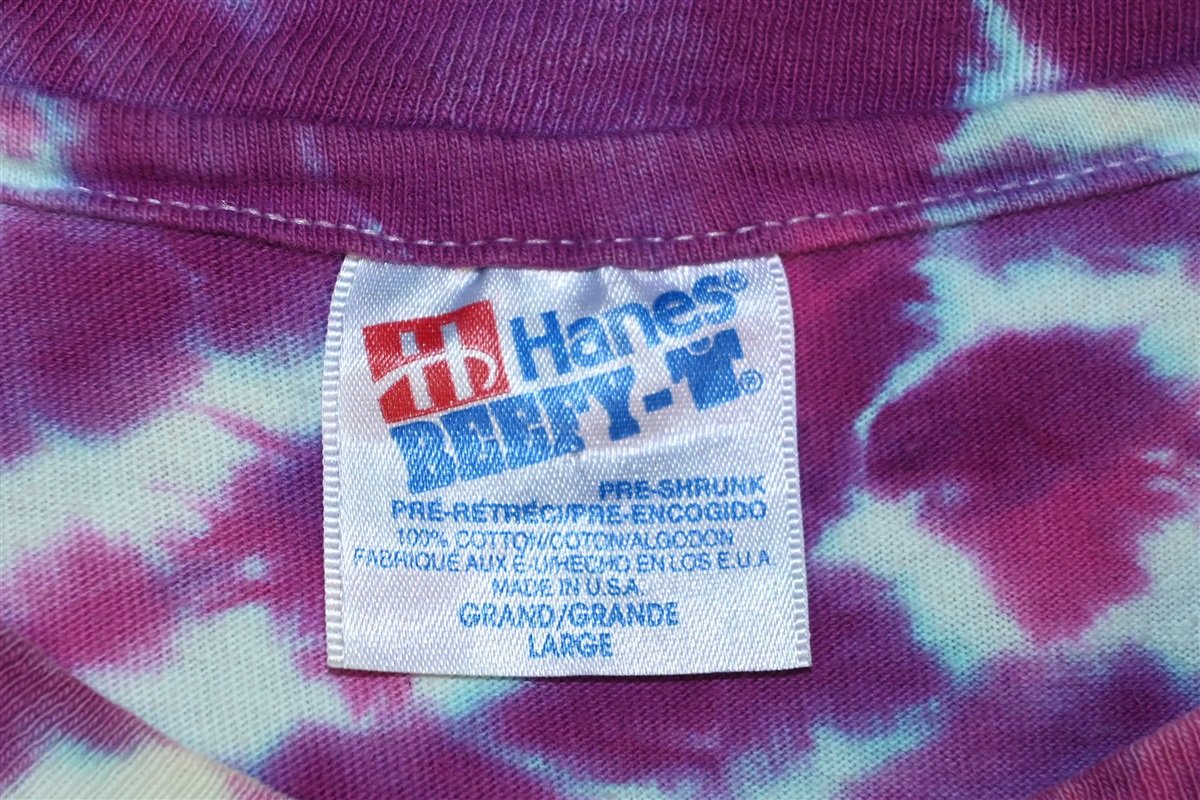 Hanes®
BEEFY-T®
PRE-SHRUNK
PRÉ-RÉTRÉCI/PRE-ENCOGIDO
100% COTTON/COTON/ALGODON
FABRIQUÉ AUX E-U/HECHO EN LOS E.U.A.
MADE IN U.S.A.
GRAND/GRANDE
LARGE